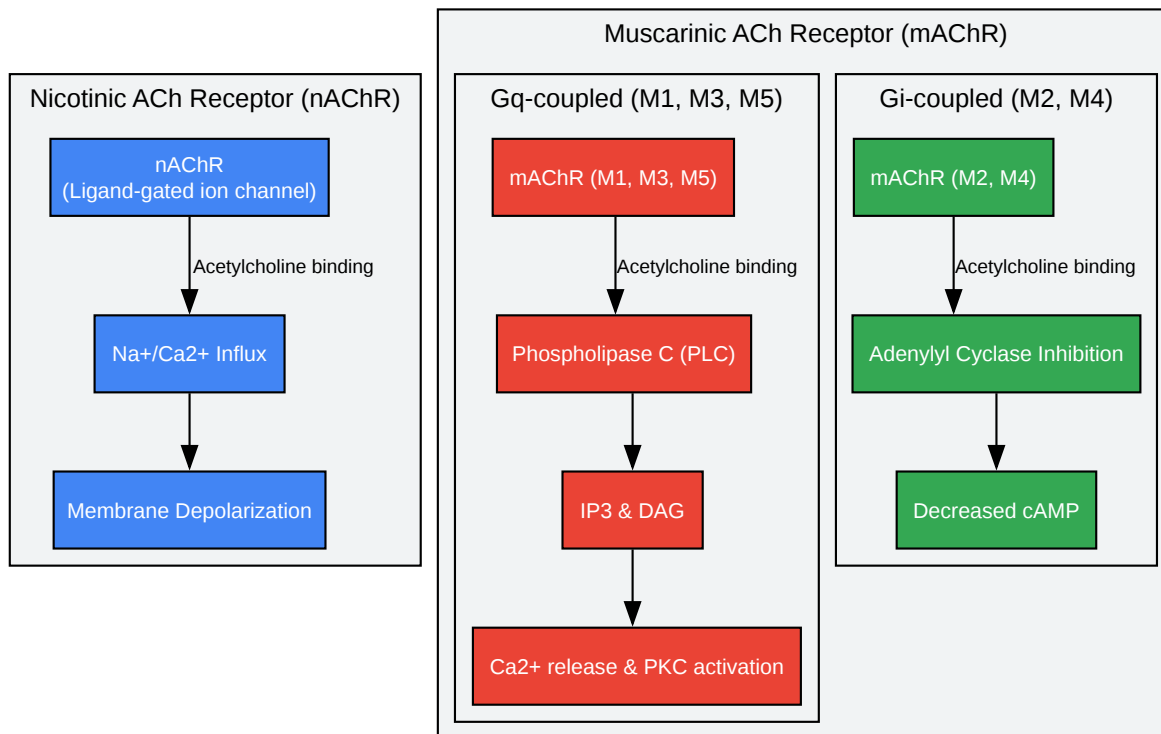 Nicotinic ACh Receptor (nAChR)
nAChR
(Ligand-gated ion channel)
Acetylcholine binding
Na+/Ca2+ Influx
Membrane Depolarization
Muscarinic ACh Receptor (mAChR)
Gq-coupled (M1, M3, M5)
mAChR (M1, M3, M5)
Acetylcholine binding
Phospholipase C (PLC)
IP3 & DAG
Ca2+ release & PKC activation
Gi-coupled (M2, M4)
mAChR (M2, M4)
Acetylcholine binding
Adenylyl Cyclase Inhibition
Decreased cAMP